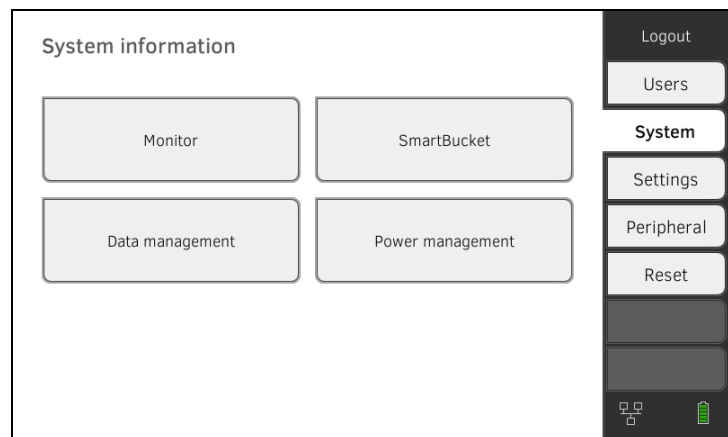 System information
Monitor
SmartBucket
Data management
Power management
Logout
Users
System
Settings
Peripheral
Reset